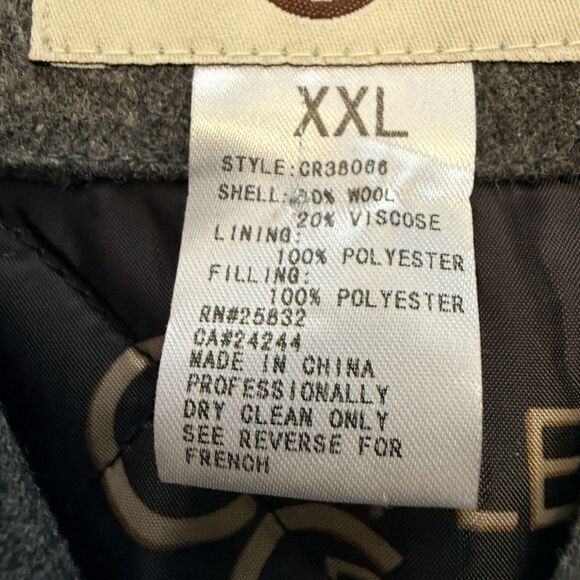 XXL
STYLE:CR38066
SHELL: WOOL
20% VISCOSE
LINING:
100% POLYESTER
FILLING:
100% POLYESTER
RN#25832
CA#24244
MADE IN CHINA
PROFESSIONALLY
DRY CLEAN ONLY
SEE REVERSE FOR
FRENCH
LE